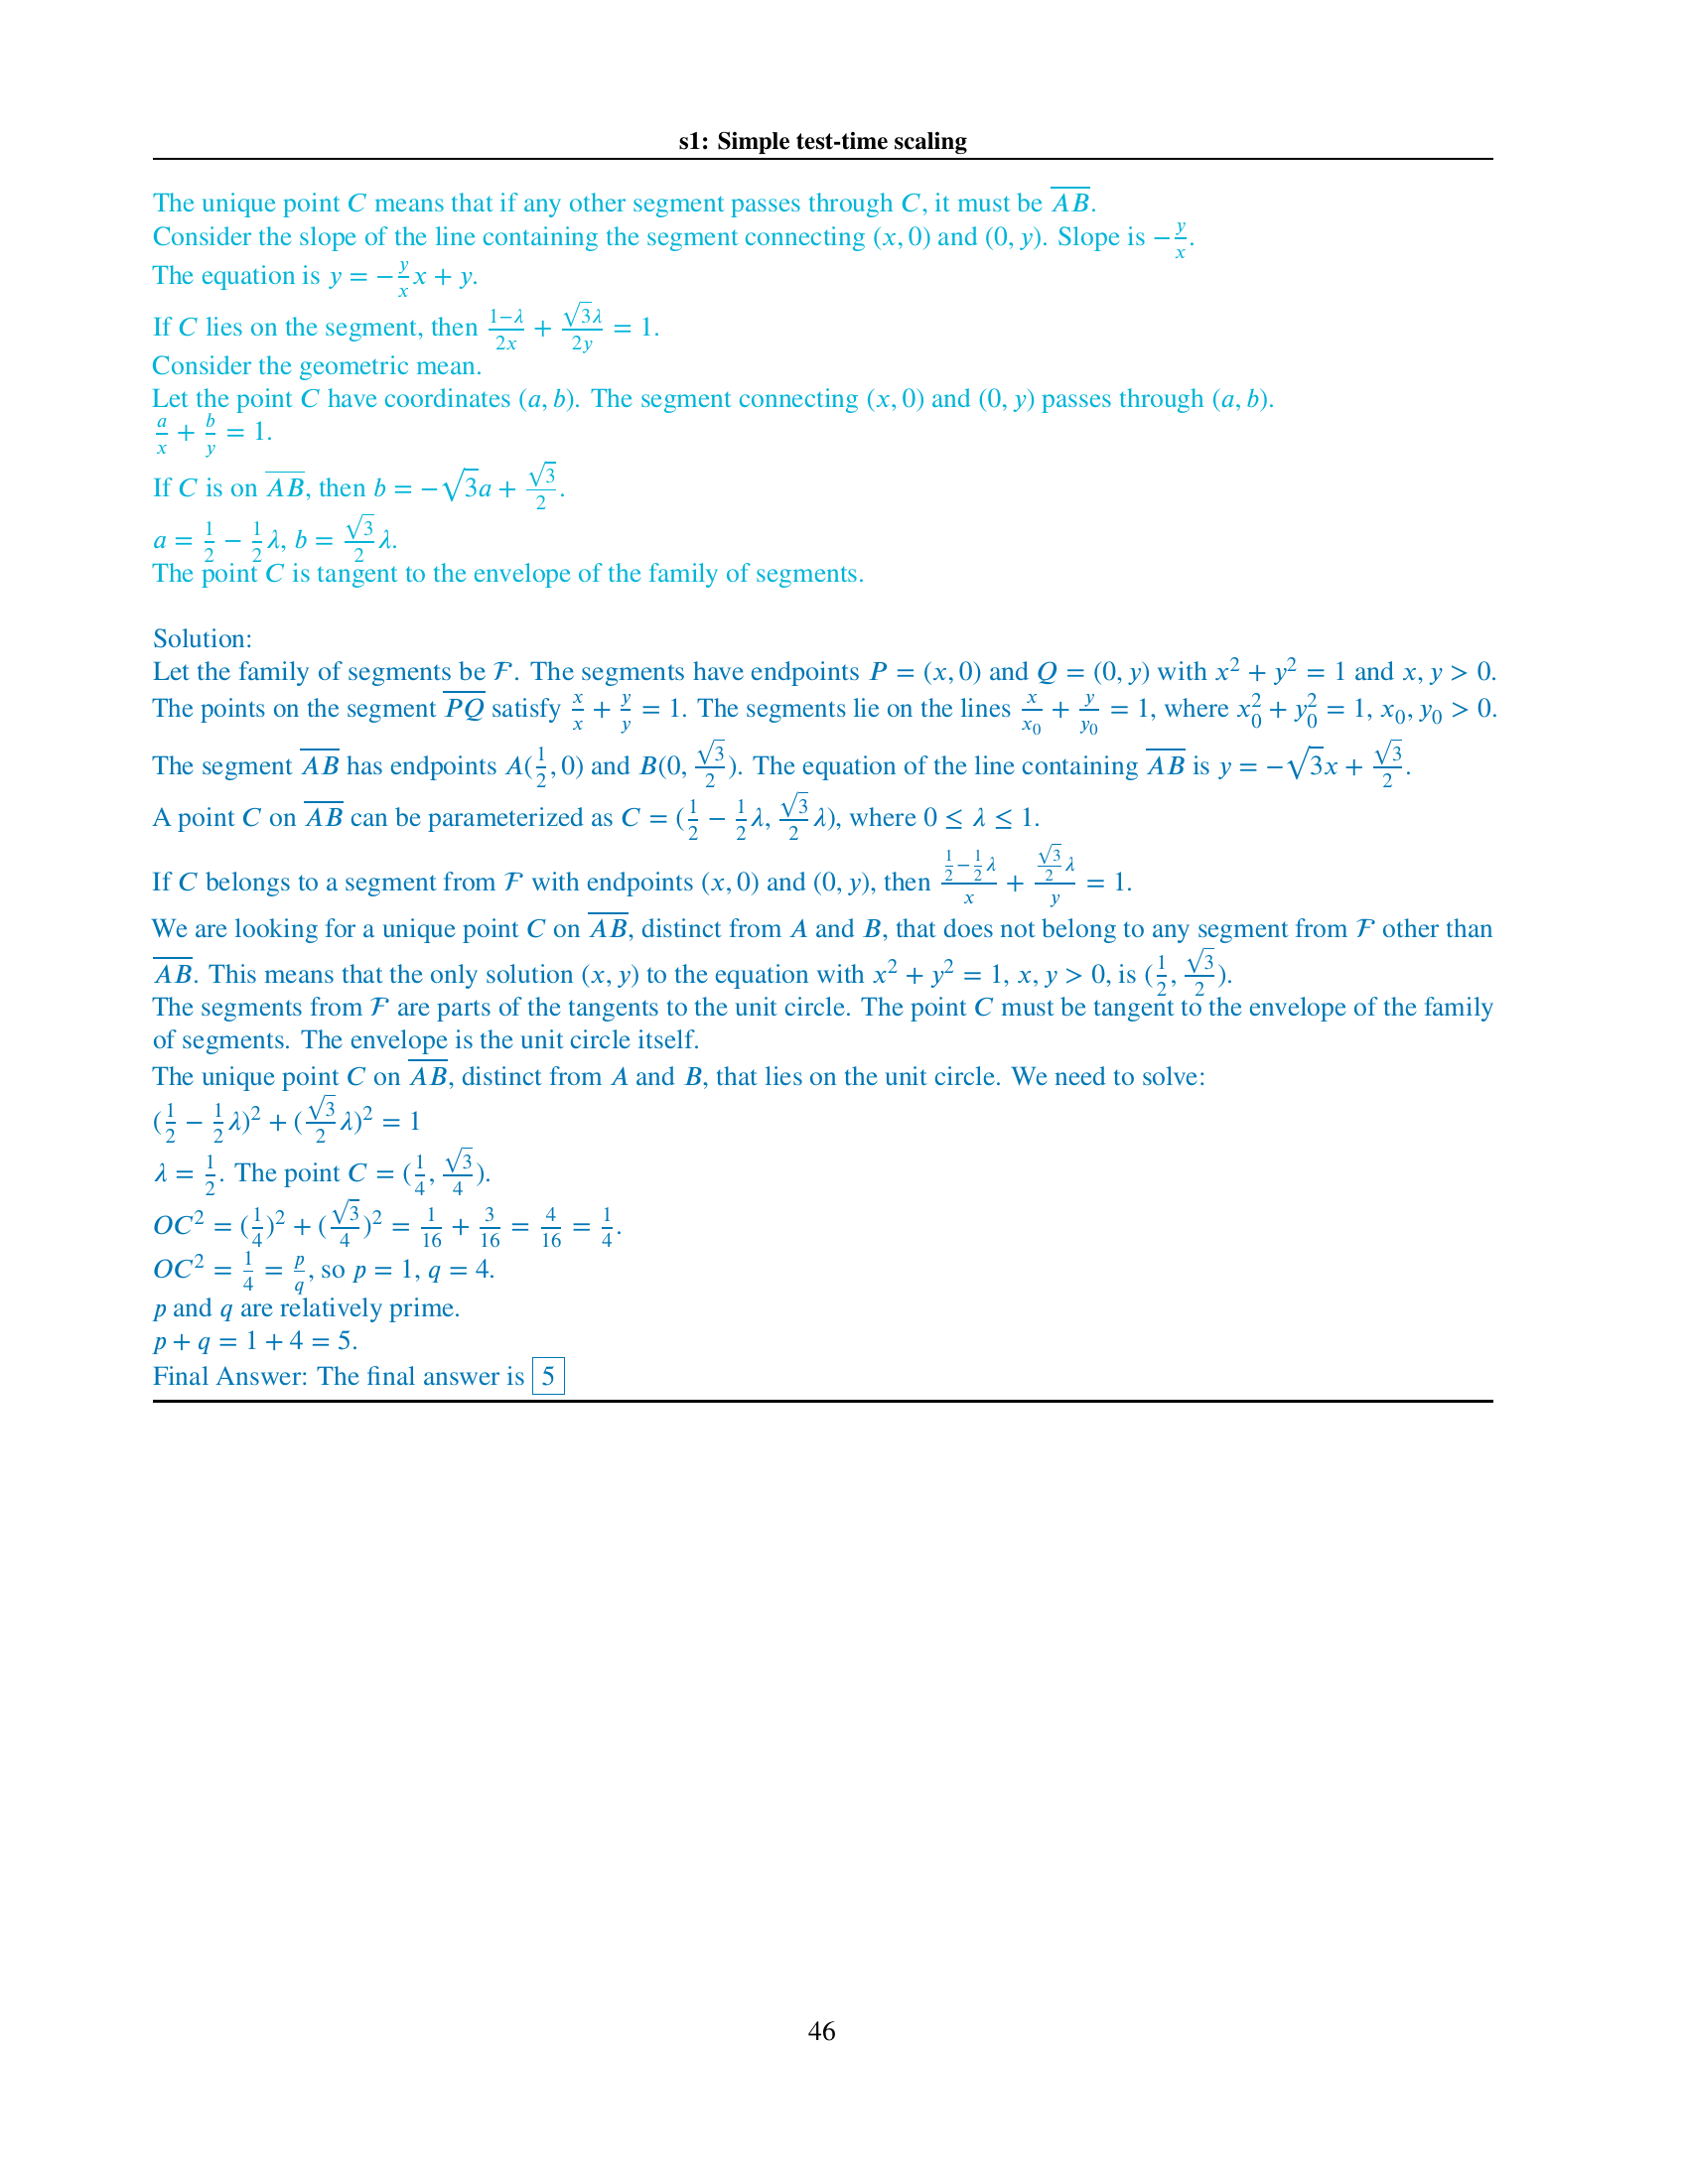 s1: Simple test-time scaling
The unique point C means that if any other segment passes through C, it must be $\overline{AB}$.
Consider the slope of the line containing the segment connecting (x, 0) and (0, y). Slope is $-\frac{y}{x}$.
The equation is $y = -\frac{y}{x}x + y$.
If C lies on the segment, then $\frac{1-\lambda}{2x} + \frac{\sqrt{3}\lambda}{2y} = 1$.
Consider the geometric mean.
Let the point C have coordinates (a, b). The segment connecting (x, 0) and (0, y) passes through (a, b).
$\frac{a}{x} + \frac{b}{y} = 1$.
If C is on $\overline{AB}$, then $b = -\sqrt{3}a + \frac{\sqrt{3}}{2}$.
$a = \frac{1}{2} - \frac{1}{2}\lambda$, $b = \frac{\sqrt{3}}{2}\lambda$.
The point C is tangent to the envelope of the family of segments.
Solution:
Let the family of segments be $\mathcal{F}$. The segments have endpoints $P = (x, 0)$ and $Q = (0, y)$ with $x^2 + y^2 = 1$ and $x, y > 0$.
The points on the segment $\overline{PQ}$ satisfy $\frac{x}{x} + \frac{y}{y} = 1$. The segments lie on the lines $\frac{x}{x_0} + \frac{y}{y_0} = 1$, where $x_0^2 + y_0^2 = 1$, $x_0, y_0 > 0$.
The segment $\overline{AB}$ has endpoints $A(\frac{1}{2}, 0)$ and $B(0, \frac{\sqrt{3}}{2})$. The equation of the line containing $\overline{AB}$ is $y = -\sqrt{3}x + \frac{\sqrt{3}}{2}$.
A point C on $\overline{AB}$ can be parameterized as $C = (\frac{1}{2} - \frac{1}{2}\lambda, \frac{\sqrt{3}}{2}\lambda)$, where $0 \leq \lambda \leq 1$.
If C belongs to a segment from $\mathcal{F}$ with endpoints (x, 0) and (0, y), then $\frac{\frac{1}{2} - \frac{1}{2}\lambda}{x} + \frac{\frac{\sqrt{3}}{2}\lambda}{y} = 1$.
We are looking for a unique point C on $\overline{AB}$, distinct from A and B, that does not belong to any segment from $\mathcal{F}$ other than
$\overline{AB}$. This means that the only solution (x, y) to the equation with $x^2 + y^2 = 1$, $x, y > 0$, is $(\frac{1}{2}, \frac{\sqrt{3}}{2})$.
The segments from $\mathcal{F}$ are parts of the tangents to the unit circle. The point C must be tangent to the envelope of the family
of segments. The envelope is the unit circle itself.
The unique point C on $\overline{AB}$, distinct from A and B, that lies on the unit circle. We need to solve:
$(\frac{1}{2} - \frac{1}{2}\lambda)^2 + (\frac{\sqrt{3}}{2}\lambda)^2 = 1$
$\lambda = \frac{1}{2}$. The point $C = (\frac{1}{4}, \frac{\sqrt{3}}{4})$.
$OC^2 = (\frac{1}{4})^2 + (\frac{\sqrt{3}}{4})^2 = \frac{1}{16} + \frac{3}{16} = \frac{4}{16} = \frac{1}{4}$.
$OC^2 = \frac{1}{4} = \frac{p}{q}$, so $p = 1$, $q = 4$.
p and q are relatively prime.
$p + q = 1 + 4 = 5$.
Final Answer: The final answer is $\boxed{5}$
46